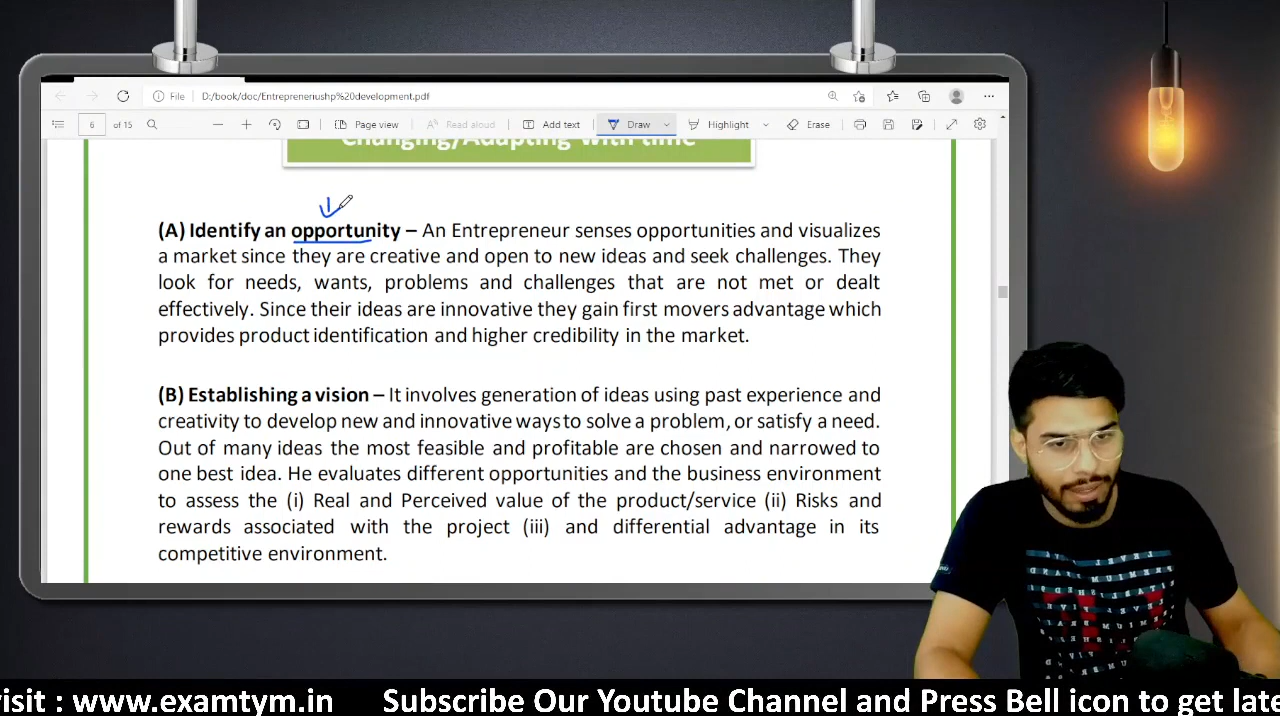 File D:/book/doc/Entrepreneriushp%20development.pdf
6 of 15 Page view Read aloud Add text Draw Highlight Erase
Changing/Adapting with time
(A) Identify an opportunity – An Entrepreneur senses opportunities and visualizes
a market since they are creative and open to new ideas and seek challenges. They
look for needs, wants, problems and challenges that are not met or dealt
effectively. Since their ideas are innovative they gain first movers advantage which
provides product identification and higher credibility in the market.
(B) Establishing a vision – It involves generation of ideas using past experience and
creativity to develop new and innovative ways to solve a problem, or satisfy a need.
Out of many ideas the most feasible and profitable are chosen and narrowed to
one best idea. He evaluates different opportunities and the business environment
to assess the (i) Real and Perceived value of the product/service (ii) Risks and
rewards associated with the project (iii) and differential advantage in its
competitive environment.
visit : www.examtym.in Subscribe Our Youtube Channel and Press Bell icon to get late